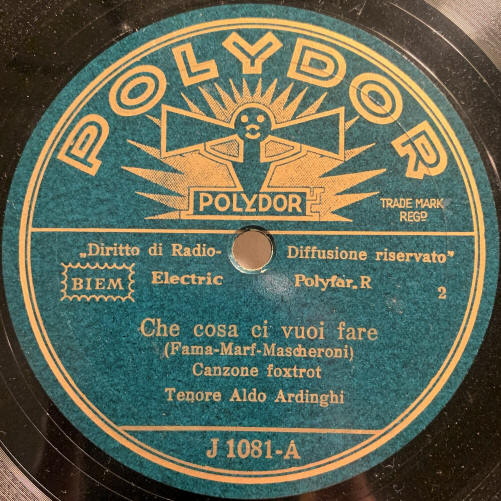 POLYDOR
POLYDOR
TRADE MARK
REGD
„Diritto di Radio- Diffusione riservato"
BIEM Electric Polyfar.R 2
Che cosa ci vuoi fare
(Fama-Marf-Mascheroni)
Canzone foxtrot
Tenore Aldo Ardinghi
J 1081-A